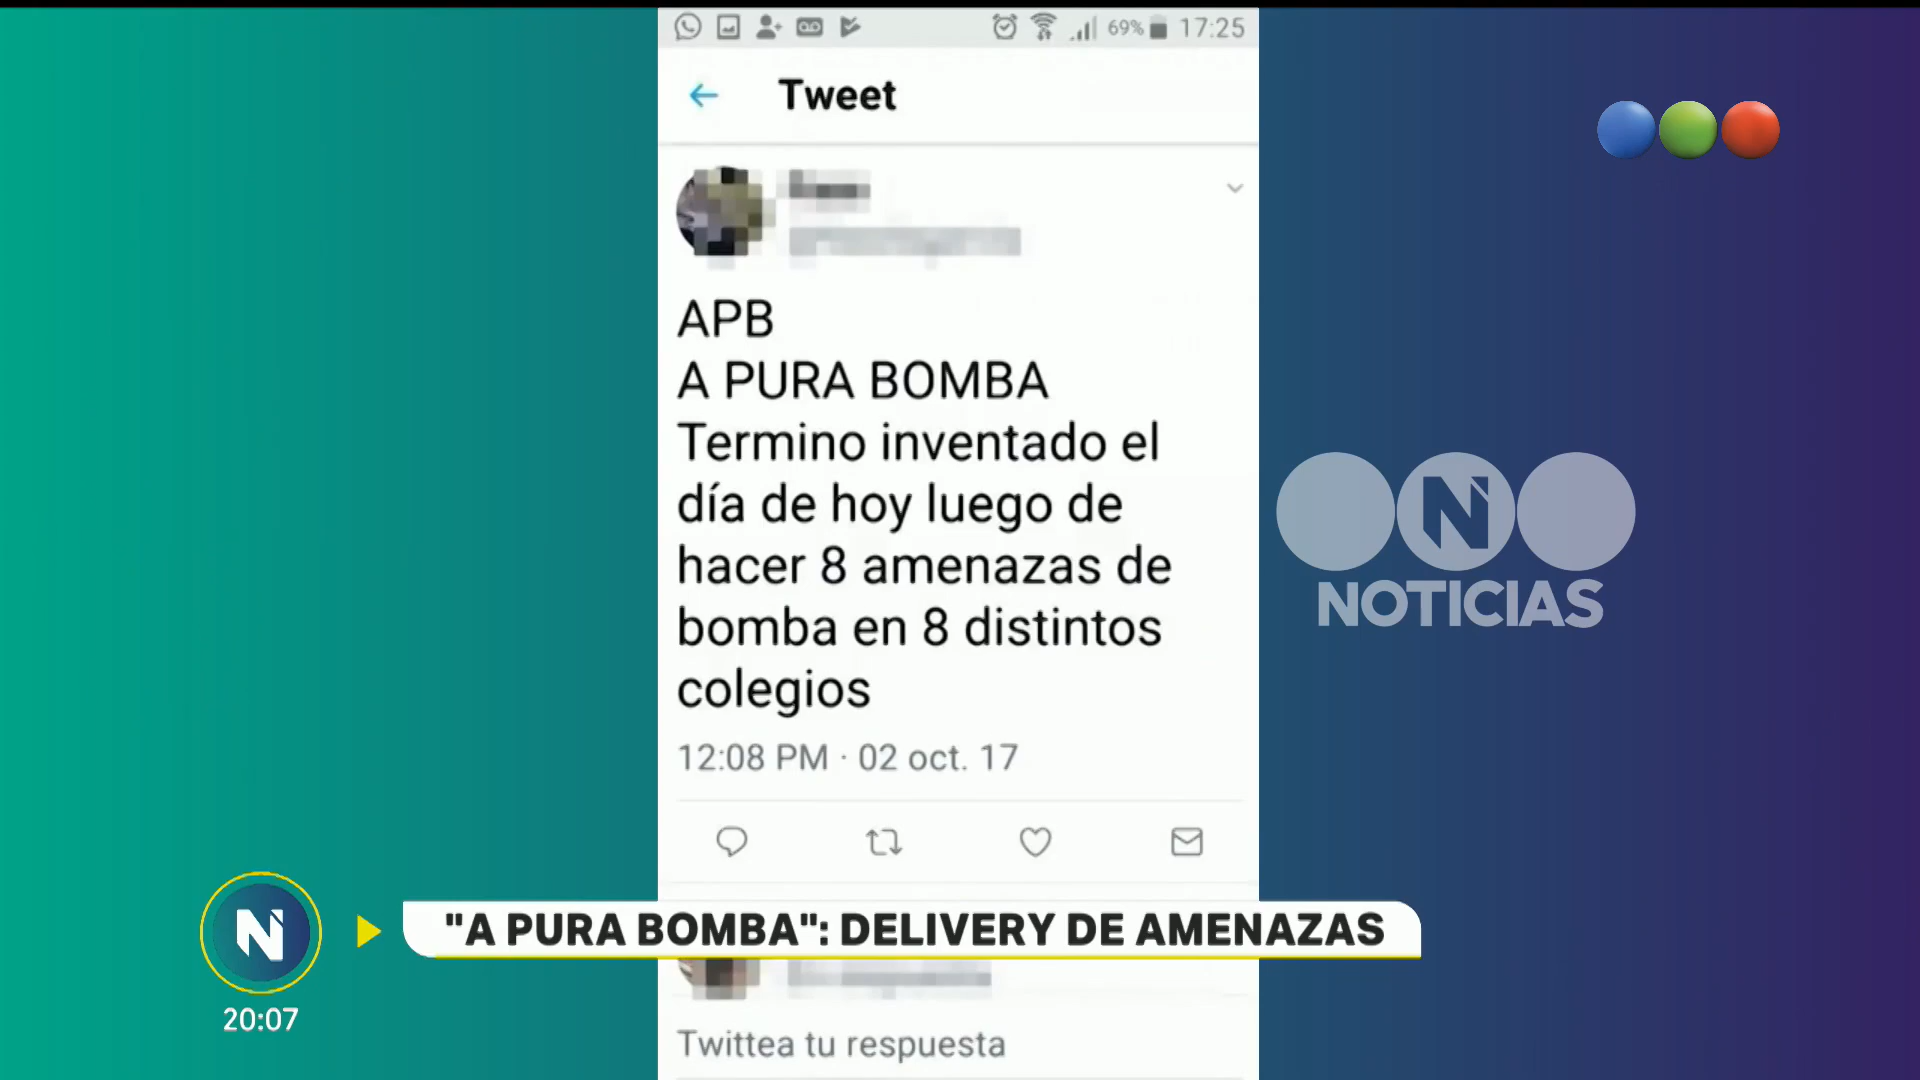 69% 17:25
Tweet
APB
A PURA BOMBA
Termino inventado el
día de hoy luego de
hacer 8 amenazas de
bomba en 8 distintos
colegios
12:08 PM · 02 oct. 17
N
NOTICIAS
N
"A PURA BOMBA": DELIVERY DE AMENAZAS
20:07
Twittea tu respuesta